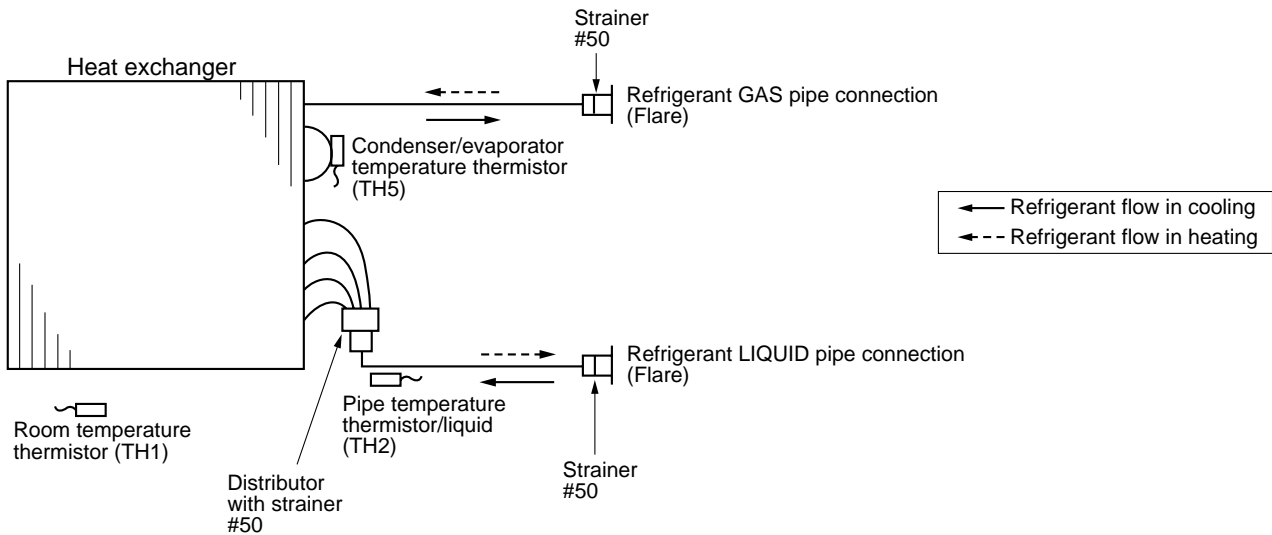 Strainer
#50
Heat exchanger
Refrigerant GAS pipe connection
(Flare)
Condenser/evaporator
temperature thermistor
(TH5)
Refrigerant flow in cooling
Refrigerant flow in heating
Refrigerant LIQUID pipe connection
(Flare)
Pipe temperature
thermistor/liquid
(TH2)
Room temperature
thermistor (TH1)
Distributor
with strainer
#50
Strainer
#50